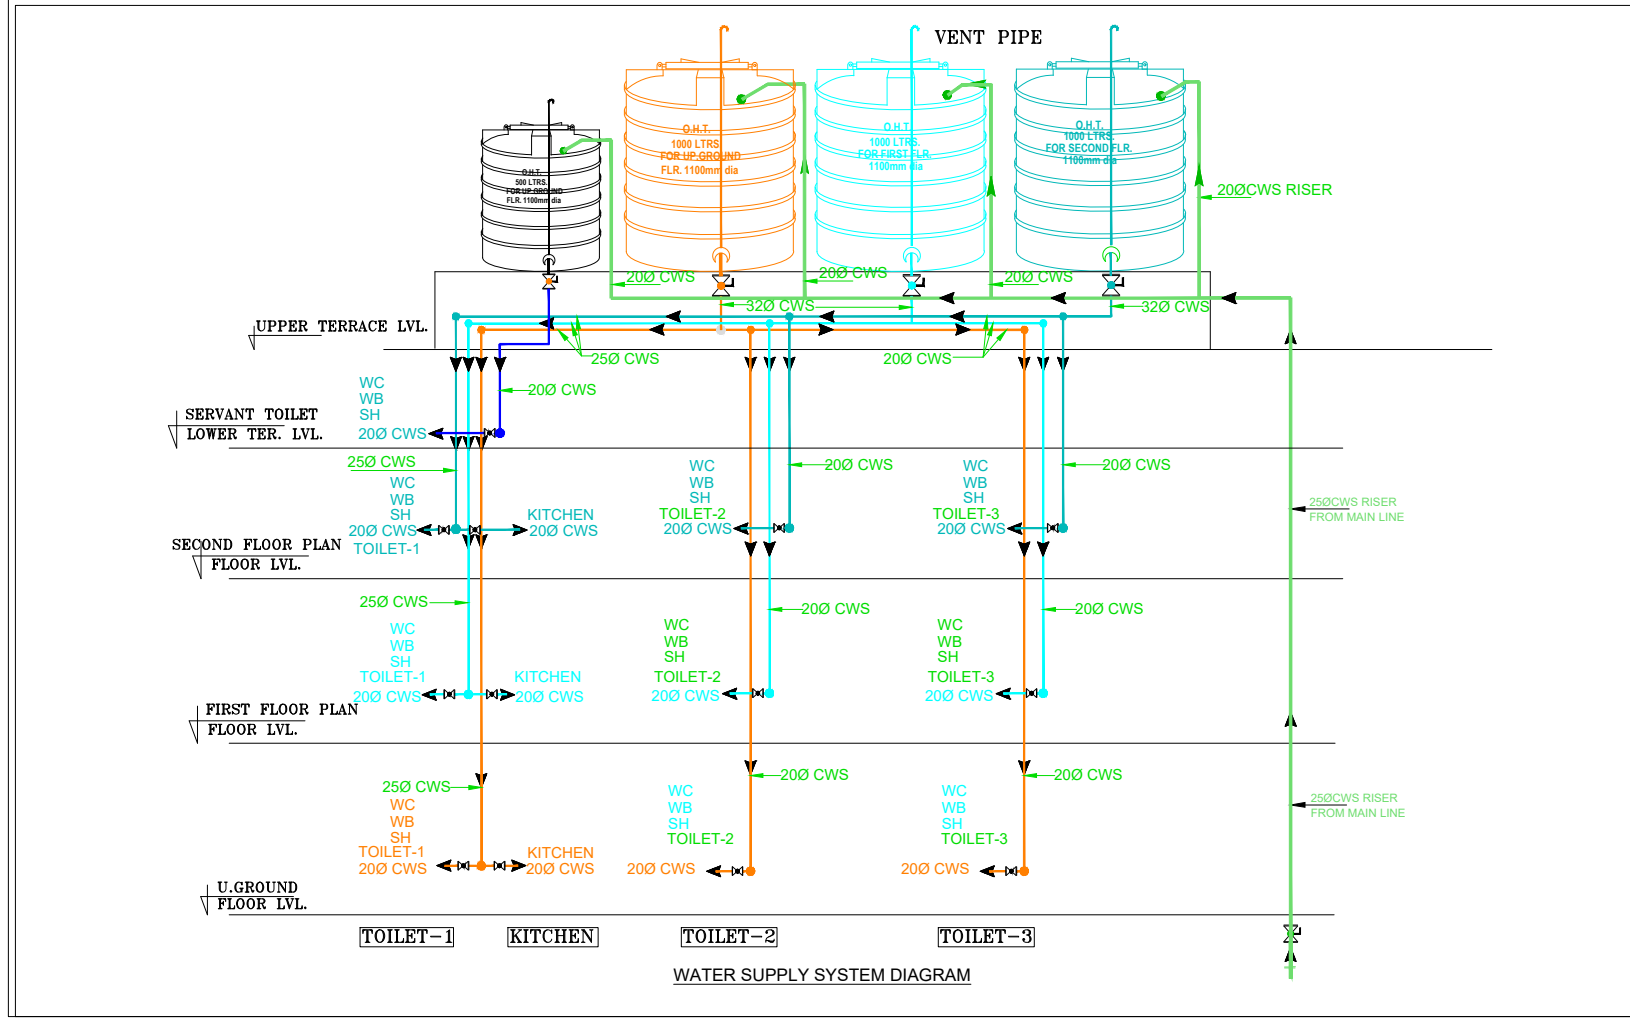 VENT PIPE
O.H.T.
500 LTRS.
FOR UP.GROUND
FLR. 1100mm dia
O.H.T.
1000 LTRS.
FOR UP.GROUND
FLR. 1100mm dia
O.H.T.
1000 LTRS.
FOR FIRST FLR.
1100mm dia
O.H.T.
1000 LTRS.
FOR SECOND FLR.
1100mm dia
20ØCWS RISER
20Ø CWS
20Ø CWS
20Ø CWS
32Ø CWS
32Ø CWS
UPPER TERRACE LVL.
25Ø CWS
20Ø CWS
WC
WB
SH
20Ø CWS
20Ø CWS
SERVANT TOILET
LOWER TER. LVL.
25Ø CWS
WC
WB
SH
20Ø CWS
TOILET-1
KITCHEN
20Ø CWS
WC
WB
SH
TOILET-2
20Ø CWS
20Ø CWS
WC
WB
SH
TOILET-3
20Ø CWS
20Ø CWS
25ØCWS RISER
FROM MAIN LINE
SECOND FLOOR PLAN
FLOOR LVL.
25Ø CWS
WC
WB
SH
TOILET-1
20Ø CWS
KITCHEN
20Ø CWS
20Ø CWS
WC
WB
SH
TOILET-2
20Ø CWS
20Ø CWS
WC
WB
SH
TOILET-3
20Ø CWS
FIRST FLOOR PLAN
FLOOR LVL.
25Ø CWS
WC
WB
SH
TOILET-1
20Ø CWS
KITCHEN
20Ø CWS
20Ø CWS
WC
WB
SH
TOILET-2
20Ø CWS
20Ø CWS
WC
WB
SH
TOILET-3
20Ø CWS
25ØCWS RISER
FROM MAIN LINE
U.GROUND
FLOOR LVL.
TOILET-1
KITCHEN
TOILET-2
TOILET-3
WATER SUPPLY SYSTEM DIAGRAM